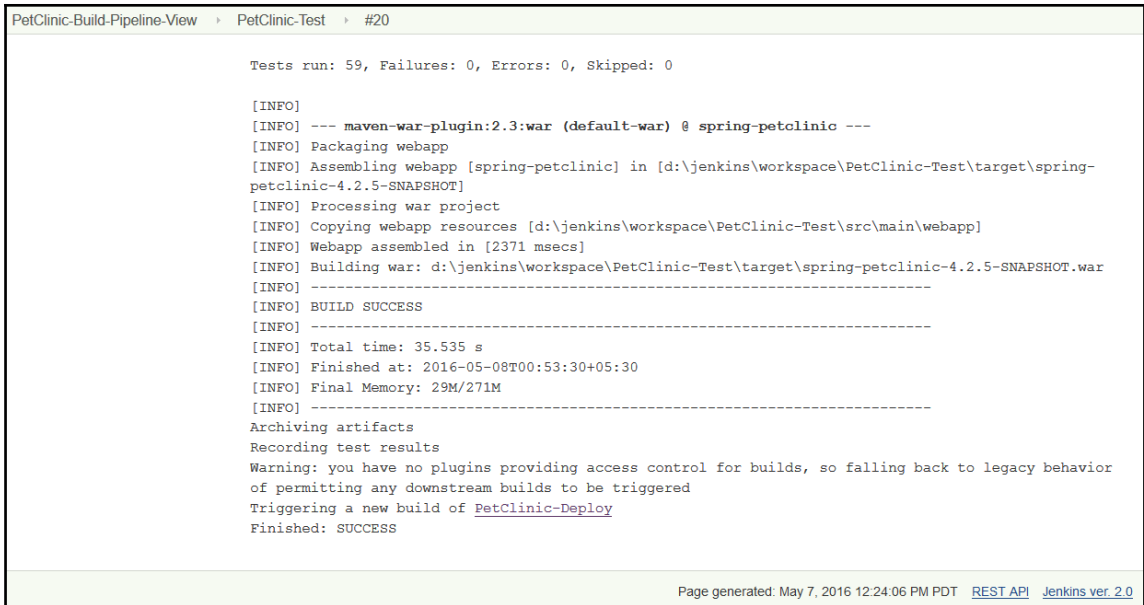 PetClinic-Build-Pipeline-View PetClinic-Test #20
Tests run: 59, Failures: 0, Errors: 0, Skipped: 0
[INFO]
[INFO] --- maven-war-plugin:2.3:war (default-war) @ spring-petclinic ---
[INFO] Packaging webapp
[INFO] Assembling webapp [spring-petclinic] in [d:\jenkins\workspace\PetClinic-Test\target\spring-
petclinic-4.2.5-SNAPSHOT]
[INFO] Processing war project
[INFO] Copying webapp resources [d:\jenkins\workspace\PetClinic-Test\src\main\webapp]
[INFO] Webapp assembled in [2371 msecs]
[INFO] Building war: d:\jenkins\workspace\PetClinic-Test\target\spring-petclinic-4.2.5-SNAPSHOT.war
[INFO] ------------------------------------------------------------------------
[INFO] BUILD SUCCESS
[INFO] ------------------------------------------------------------------------
[INFO] Total time: 35.535 s
[INFO] Finished at: 2016-05-08T00:53:30+05:30
[INFO] Final Memory: 29M/271M
[INFO] ------------------------------------------------------------------------
Archiving artifacts
Recording test results
Warning: you have no plugins providing access control for builds, so falling back to legacy behavior
of permitting any downstream builds to be triggered
Triggering a new build of PetClinic-Deploy
Finished: SUCCESS
Page generated: May 7, 2016 12:24:06 PM PDT REST API Jenkins ver. 2.0